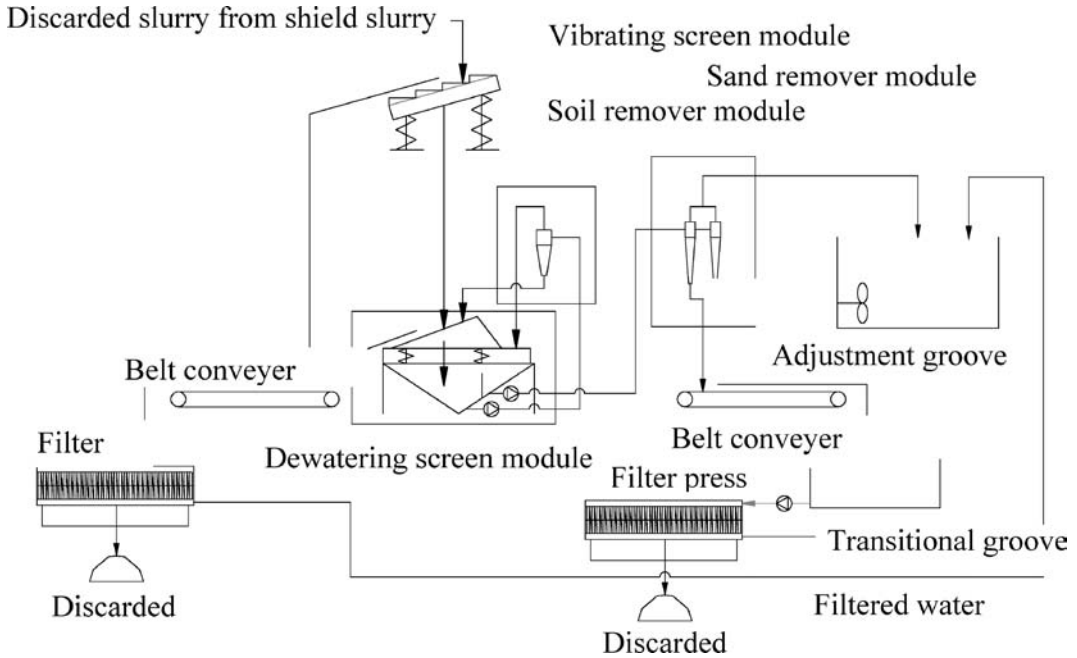 Discarded slurry from shield slurry
Vibrating screen module
Sand remover module
Soil remover module
Belt conveyer
Adjustment groove
Filter
Dewatering screen module
Belt conveyer
Filter press
Transitional groove
Discarded
Filtered water
Discarded